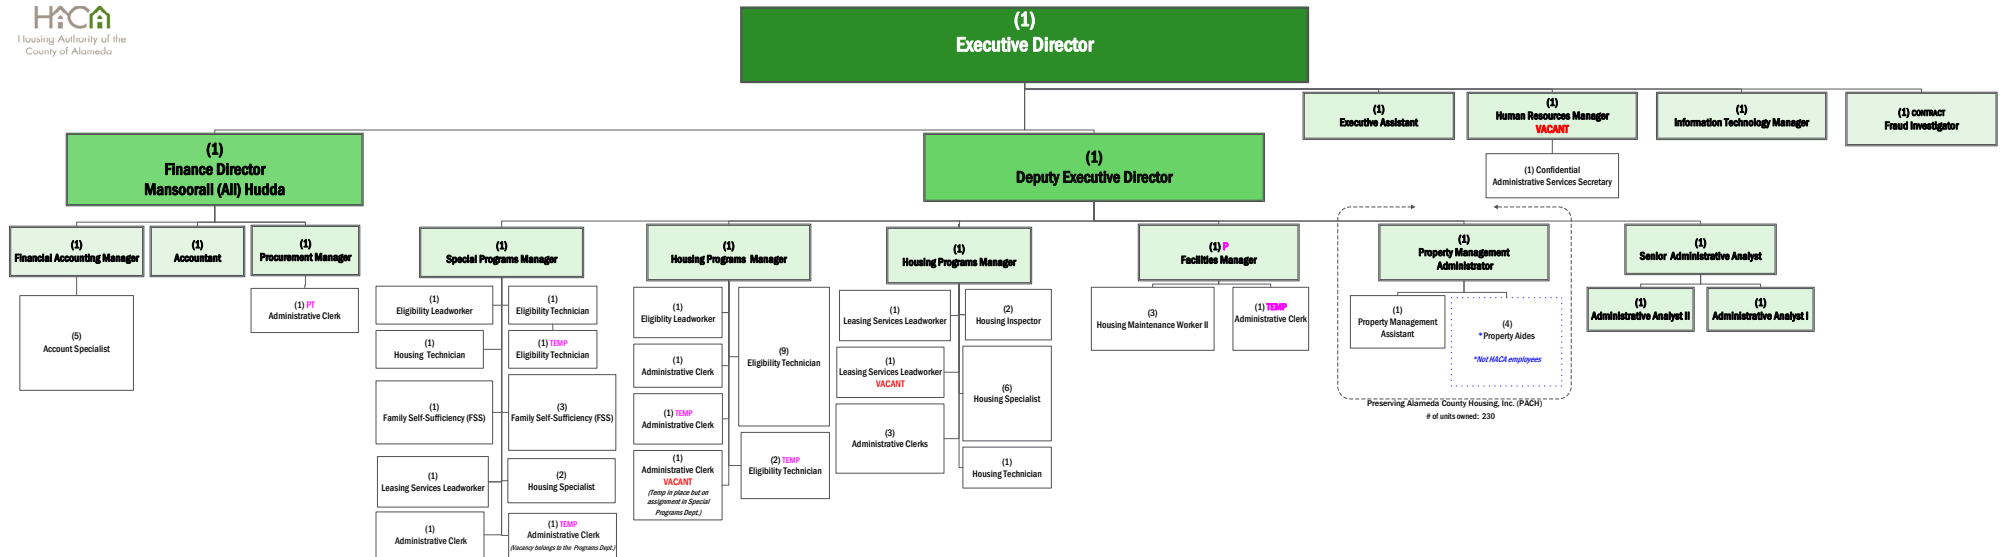 HACA
Housing Authority of the
County of Alameda
(1)
Executive Director
(1)
Executive Assistant
(1)
Human Resources Manager
VACANT
(1)
Information Technology Manager
(1) CONTRACT
Fraud Investigator
(1) Confidential
Administrative Services Secretary
(1)
Finance Director
Mansoorali (Ali) Hudda
(1)
Deputy Executive Director
(1)
Financial Accounting Manager
(1)
Accountant
(1)
Procurement Manager
(5)
Account Specialist
(1) PT
Administrative Clerk
(1)
Special Programs Manager
(1)
Eligibility Leadworker
(1)
Eligibility Technician
(1)
Housing Technician
(1) TEMP
Eligibility Technician
(1)
Family Self-Sufficiency (FSS)
(3)
Family Self-Sufficiency (FSS)
(1)
Leasing Services Leadworker
(2)
Housing Specialist
(1)
Administrative Clerk
(1) TEMP
Administrative Clerk
(Vacancy belongs to the Programs Dept.)
(1)
Housing Programs Manager
(1)
Eligiblity Leadworker
(1)
Administrative Clerk
(1) TEMP
Administrative Clerk
(1)
Administrative Clerk
VACANT
(Temp in place but on
assignment in Special
Programs Dept.)
(9)
Eligibility Technician
(2) TEMP
Eligibility Technician
(1)
Housing Programs Manager
(1)
Leasing Services Leadworker
(1)
Leasing Services Leadworker
VACANT
(3)
Administrative Clerks
(2)
Housing Inspector
(6)
Housing Specialist
(1)
Housing Technician
(1) P
Facilities Manager
(3)
Housing Maintenance Worker II
(1) TEMP
Administrative Clerk
(1)
Property Management
Administrator
(1)
Property Management
Assistant
(4)
*Property Aides
*Not HACA employees
Preserving Alameda County Housing, Inc. (PACH)
# of units owned: 230
(1)
Senior Administrative Analyst
(1)
Administrative Analyst II
(1)
Administrative Analyst I